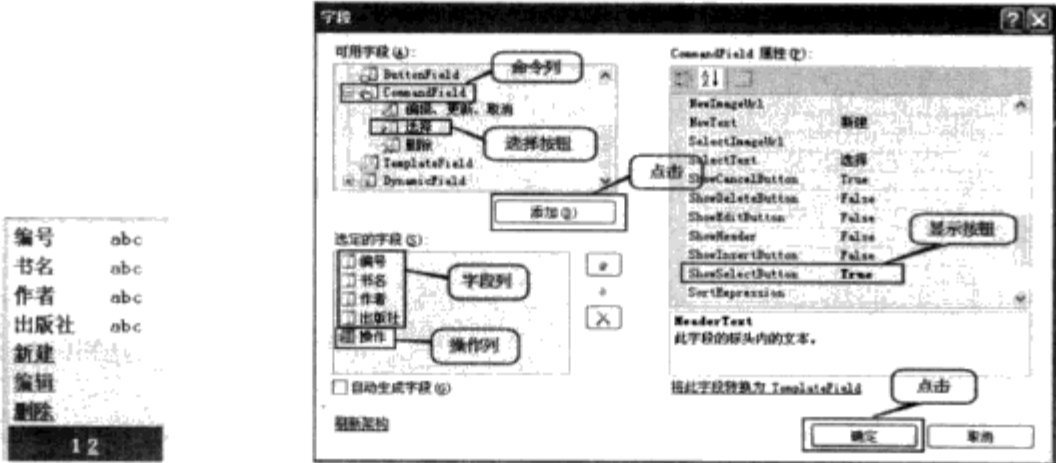 编号 abc
书名 abc
作者 abc
出版社 abc
新建
编辑
删除
1 2
字段
可用字段(A):
ButtonField
命令列
CommandField
编辑、更新、取消
选择
选择按钮
删除
TemplateField
DynamicField
点击
添加(D)
选定的字段(S):
编号
书名
字段列
作者
出版社
操作
操作列
自动生成字段(G)
刷新架构
CommandField 属性(P):
NewImageUrl
NewText 新建
SelectImageUrl
SelectText 选择
ShowCancelButton True
ShowDeleteButton False
ShowEditButton False
显示按钮
ShowHeader False
ShowInsertButton False
ShowSelectButton True
SortExpression
HeaderText
此字段的标头内的文本。
将此字段转换为 TemplateField
点击
确定
取消